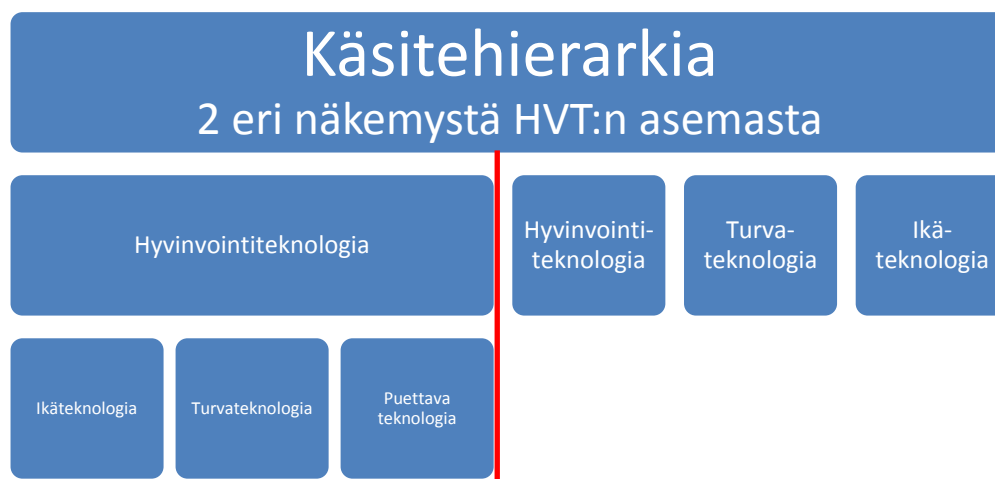 Käsitehierarkia
2 eri näkemystä HVT:n asemasta
Hyvinvointiteknologia
Hyvinvointi-
teknologia
Turva-
teknologia
Ikä-
teknologia
Ikäteknologia
Turvateknologia
Puettava
teknologia